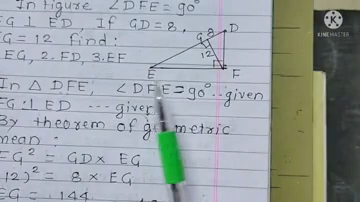 In figure ∠DFE = 90°
FG ⊥ ED If GD=8,
FG=12 find:
EG, 2.FD, 3.EF
D
G 8
12
E
F
In △ DFE, ∠DFE = 90° --given
FG ⊥ ED --- given
By theorem of geometric
mean:
FG² = GD × EG
(12)² = 8 × EG
EG = 144
KINEMASTER